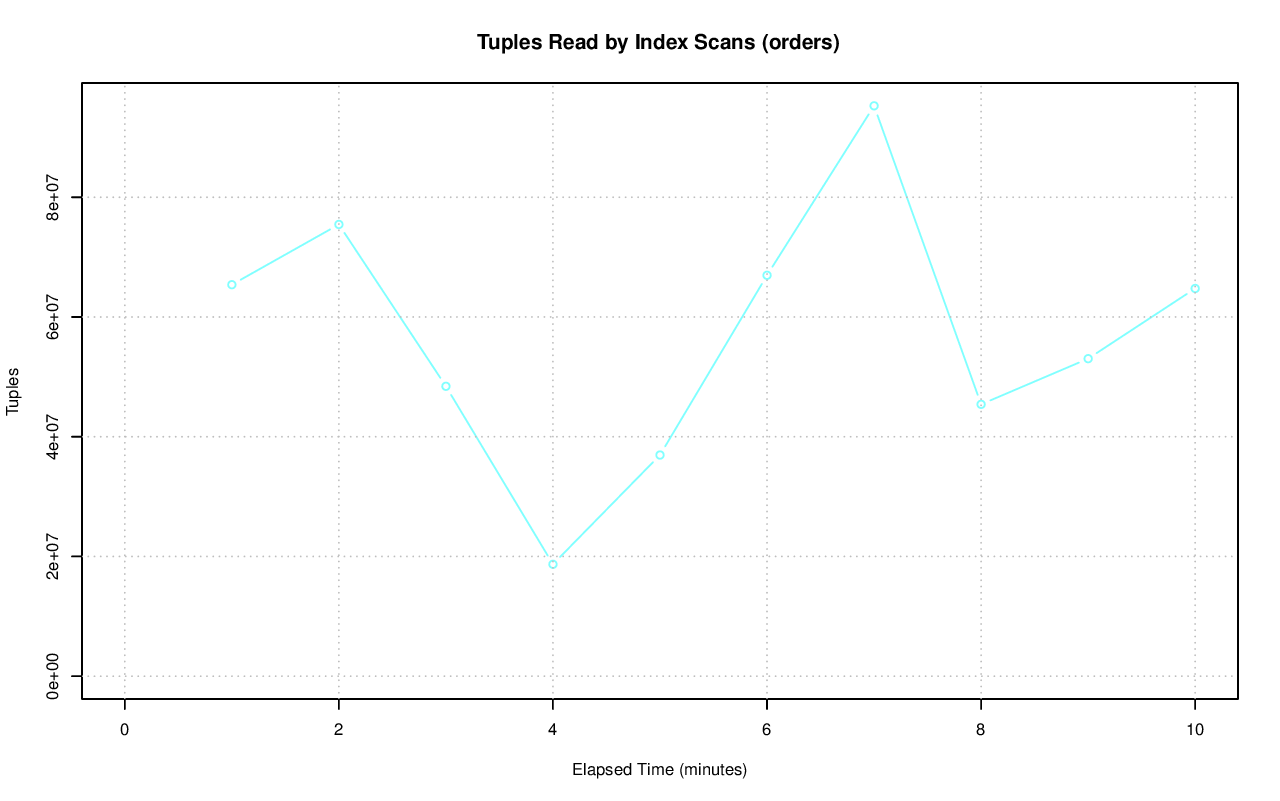 Tuples Read by Index Scans (orders)
Tuples
8e+07
6e+07
4e+07
2e+07
0e+00
0 2 4 6 8 10
Elapsed Time (minutes)